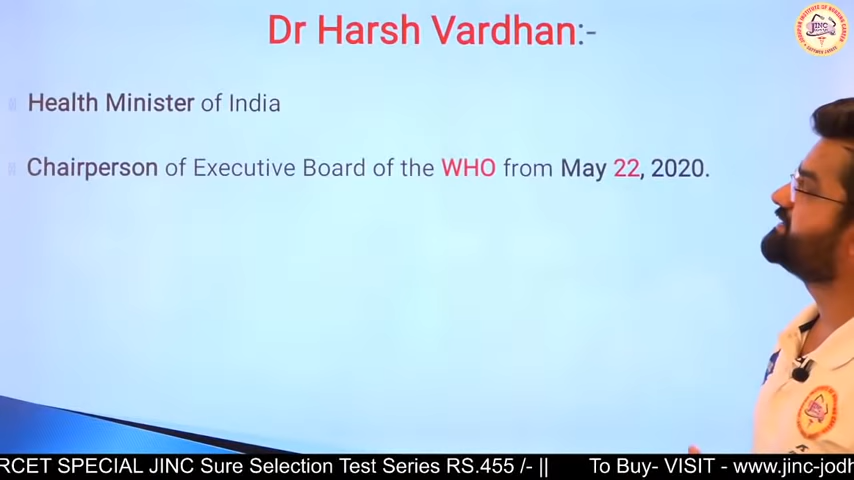 Dr Harsh Vardhan:-
JINC
Health Minister of India
Chairperson of Executive Board of the WHO from May 22, 2020.
RCET SPECIAL JINC Sure Selection Test Series RS.455 /- || To Buy- VISIT - www.jinc-jodh